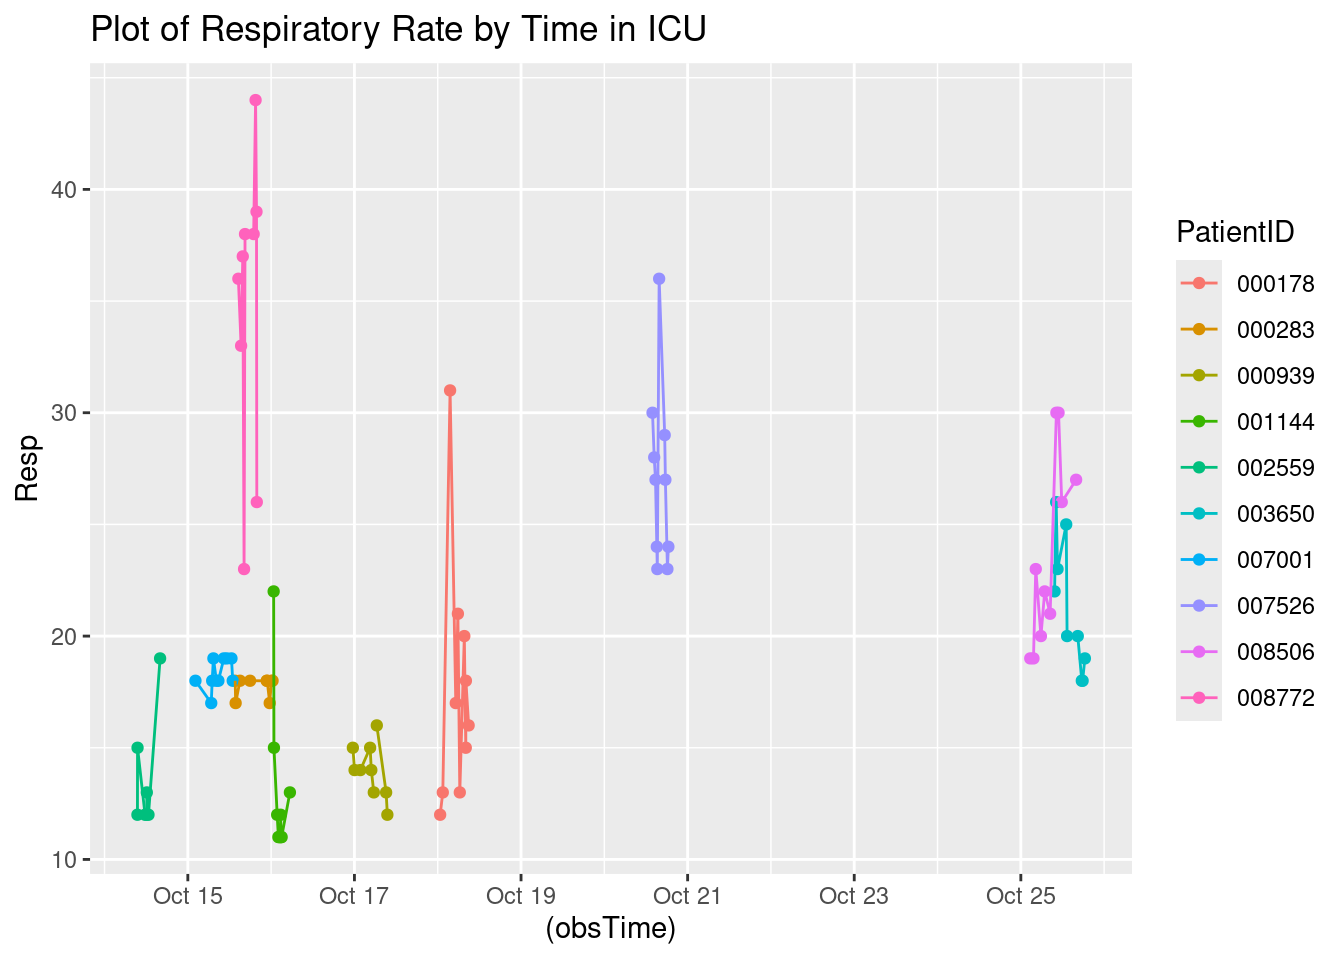 Plot of Respiratory Rate by Time in ICU
Resp
40
30
20
10
Oct 15
Oct 17
Oct 19
Oct 21
Oct 23
Oct 25
(obsTime)
PatientID
000178
000283
000939
001144
002559
003650
007001
007526
008506
008772